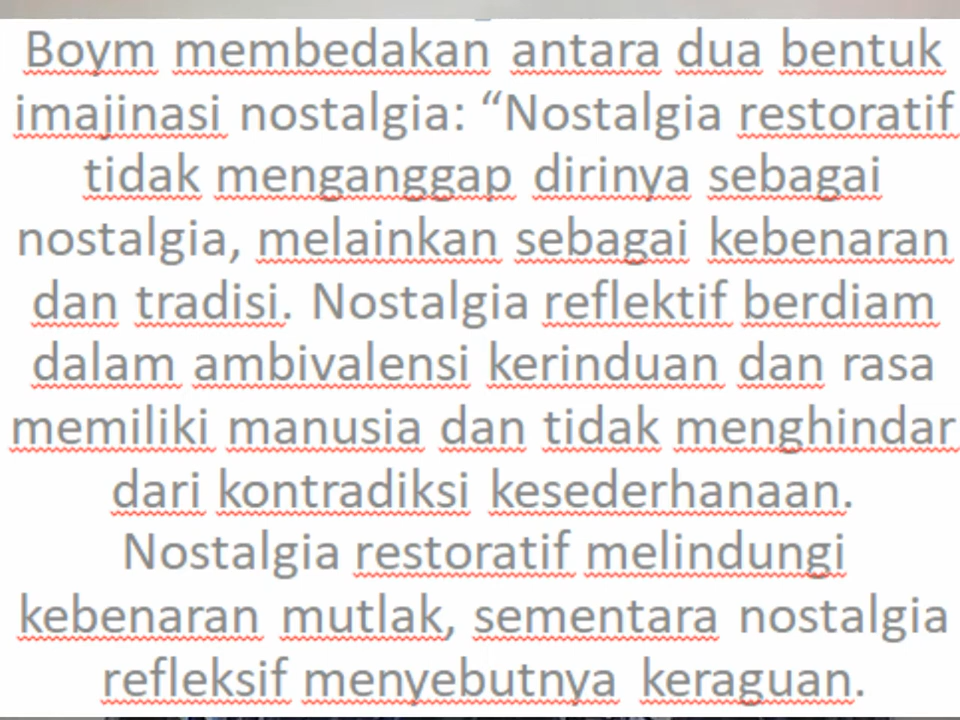 Boym membedakan antara dua bentuk
imajinasi nostalgia: “Nostalgia restoratif
tidak menganggap dirinya sebagai
nostalgia, melainkan sebagai kebenaran
dan tradisi. Nostalgia reflektif berdiam
dalam ambivalensi kerinduan dan rasa
memiliki manusia dan tidak menghindar
dari kontradiksi kesederhanaan.
Nostalgia restoratif melindungi
kebenaran mutlak, sementara nostalgia
refleksif menyebutnya keraguan.